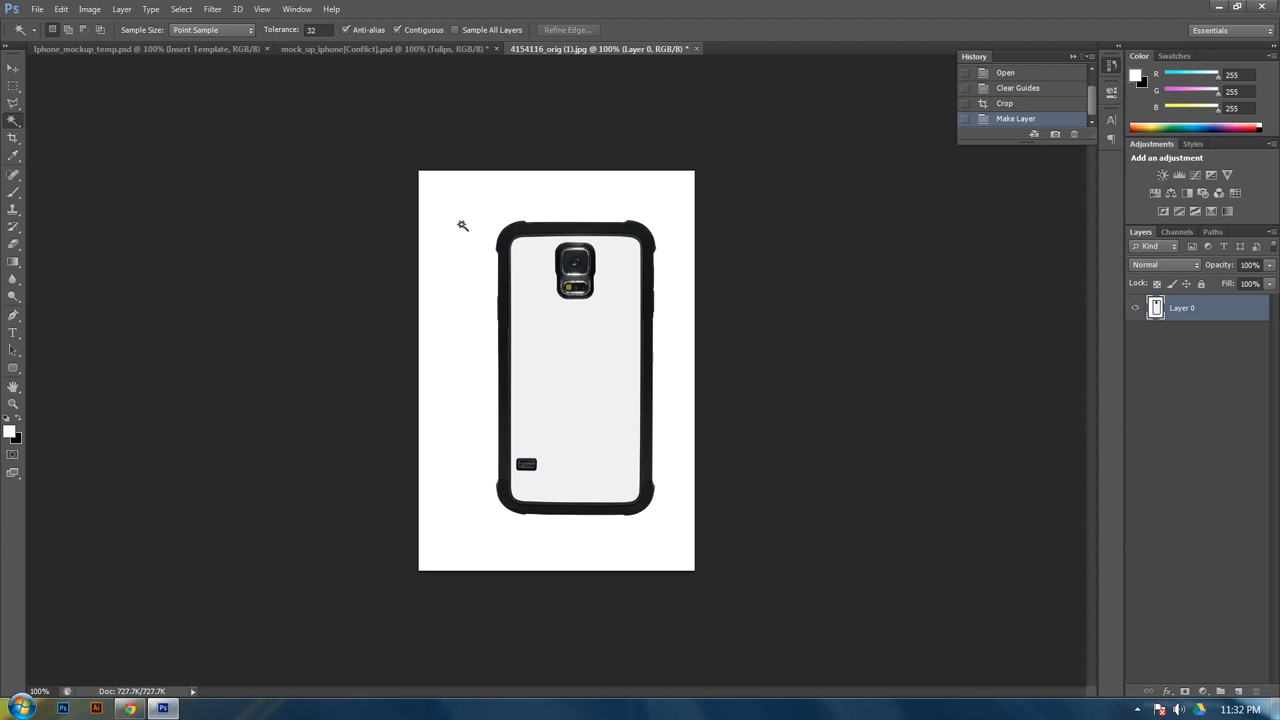 Ps File Edit Image Layer Type Select Filter 3D View Window Help
Sample Size: Point Sample Tolerance: 32 Anti-alias Contiguous Sample All Layers Refine Edge... Essentials
Iphone_mockup_temp.psd @ 100% (Insert Template, RGB/8) × mock_up_iphone[Conflict].psd @ 100% (Tulips, RGB/8) * × 4154116_orig (1).jpg @ 100% (Layer 0, RGB/8) * ×
History
Open
Clear Guides
Crop
Make Layer
Color Swatches
R 255
G 255
B 255
Adjustments Styles
Add an adjustment
Layers Channels Paths
Kind
Normal Opacity: 100%
Lock: Fill: 100%
Layer 0
100% Doc: 727.7K/727.7K
Ps Ai Ps 11:32 PM